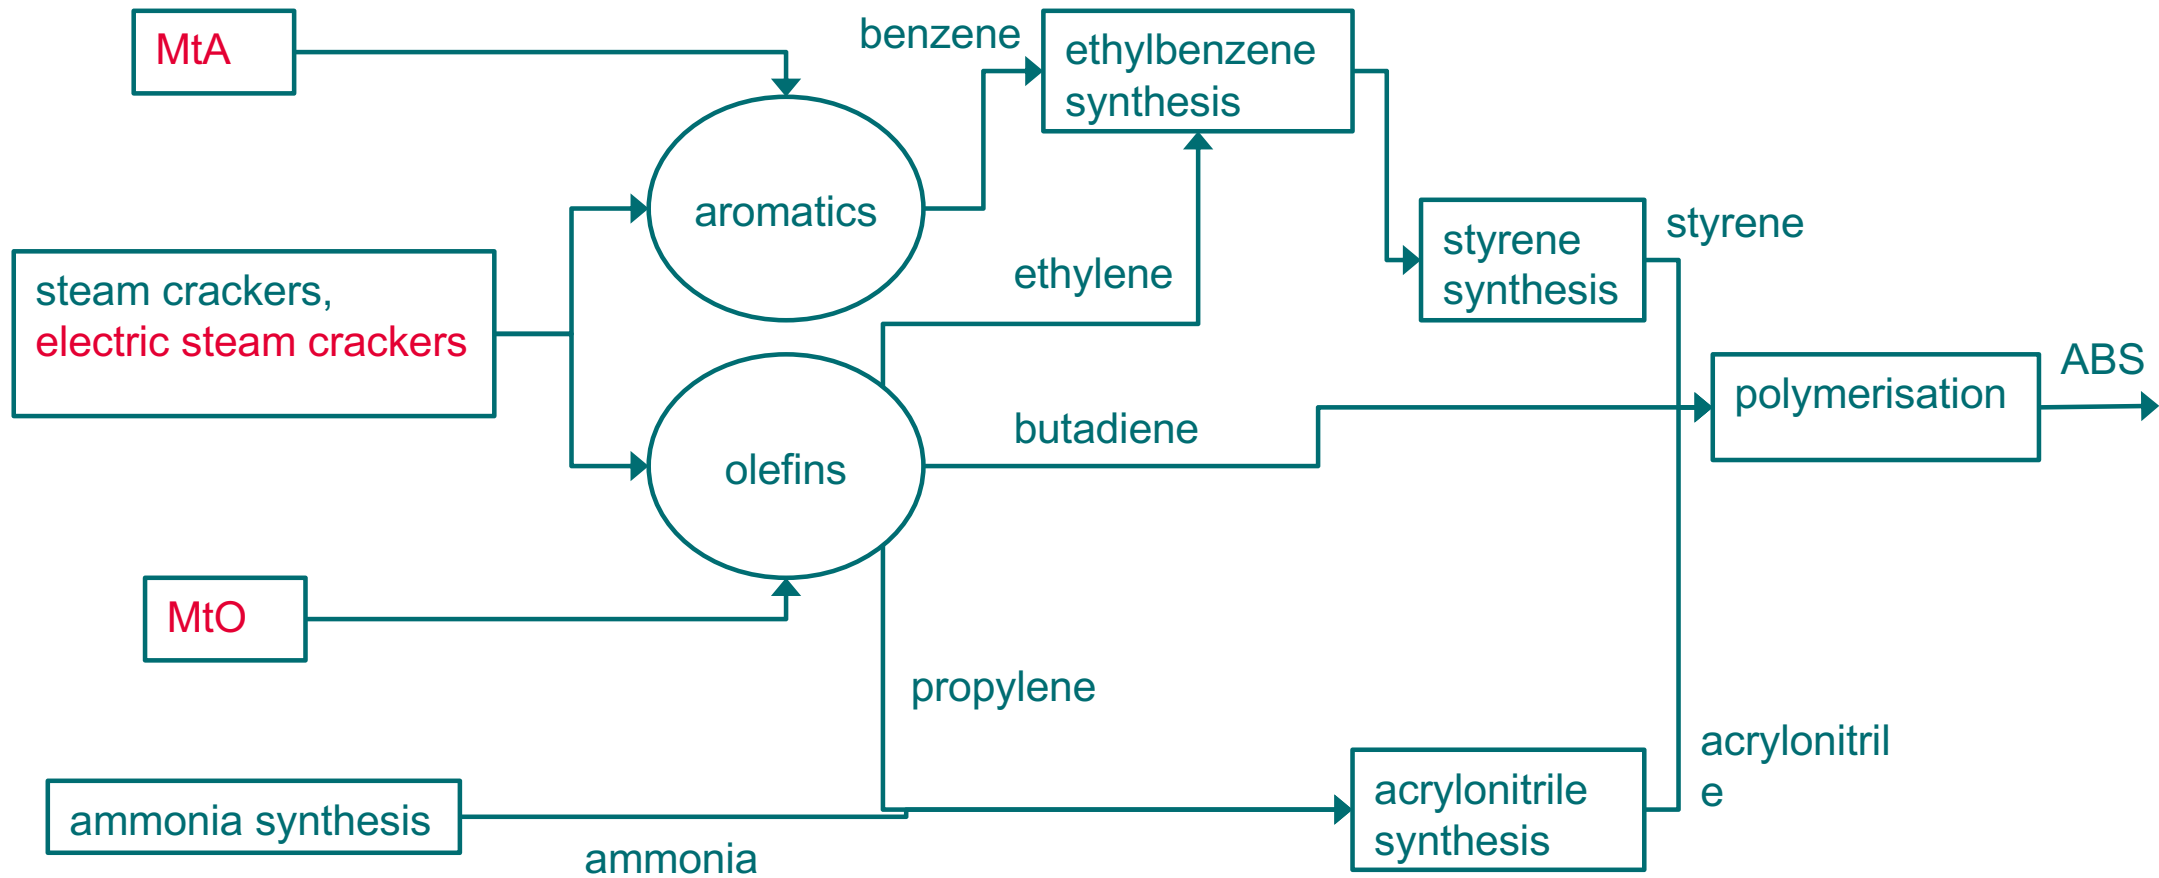 MtA
benzene
ethylbenzene
synthesis
aromatics
styrene
synthesis
styrene
ethylene
steam crackers,
electric steam crackers
polymerisation
ABS
butadiene
olefins
MtO
propylene
acrylonitril
e
acrylonitrile
synthesis
ammonia synthesis
ammonia